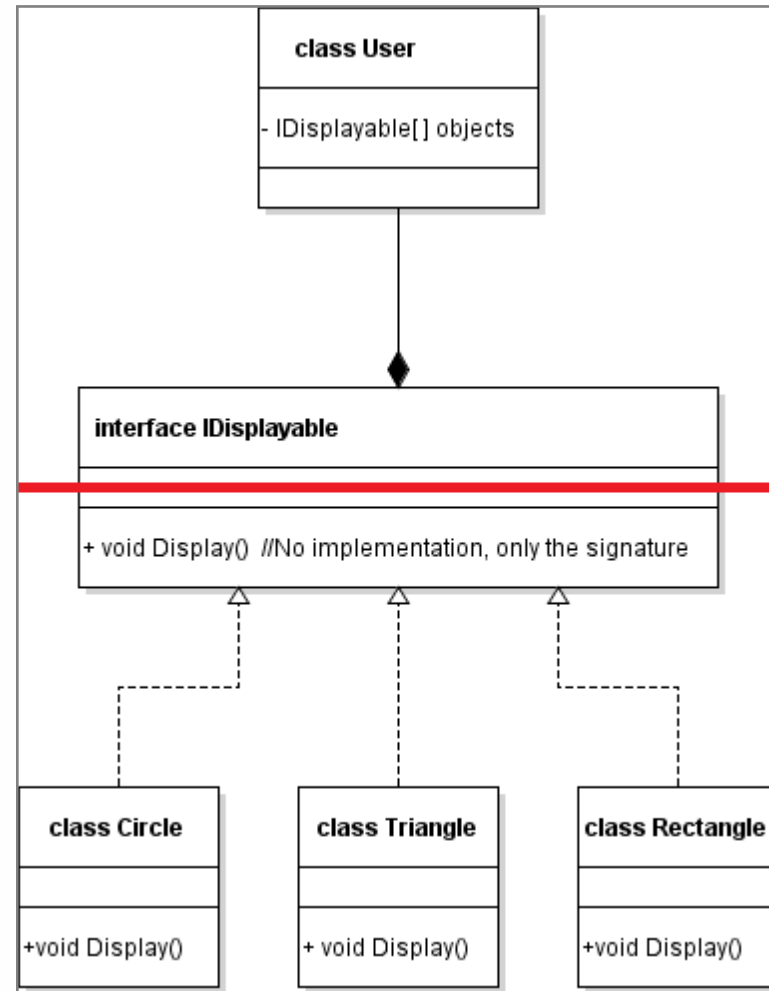 class User
- IDisplayable[] objects
interface IDisplayable
+ void Display() //No implementation, only the signature
class Circle
class Triangle
class Rectangle
+void Display()
+ void Display()
+void Display()